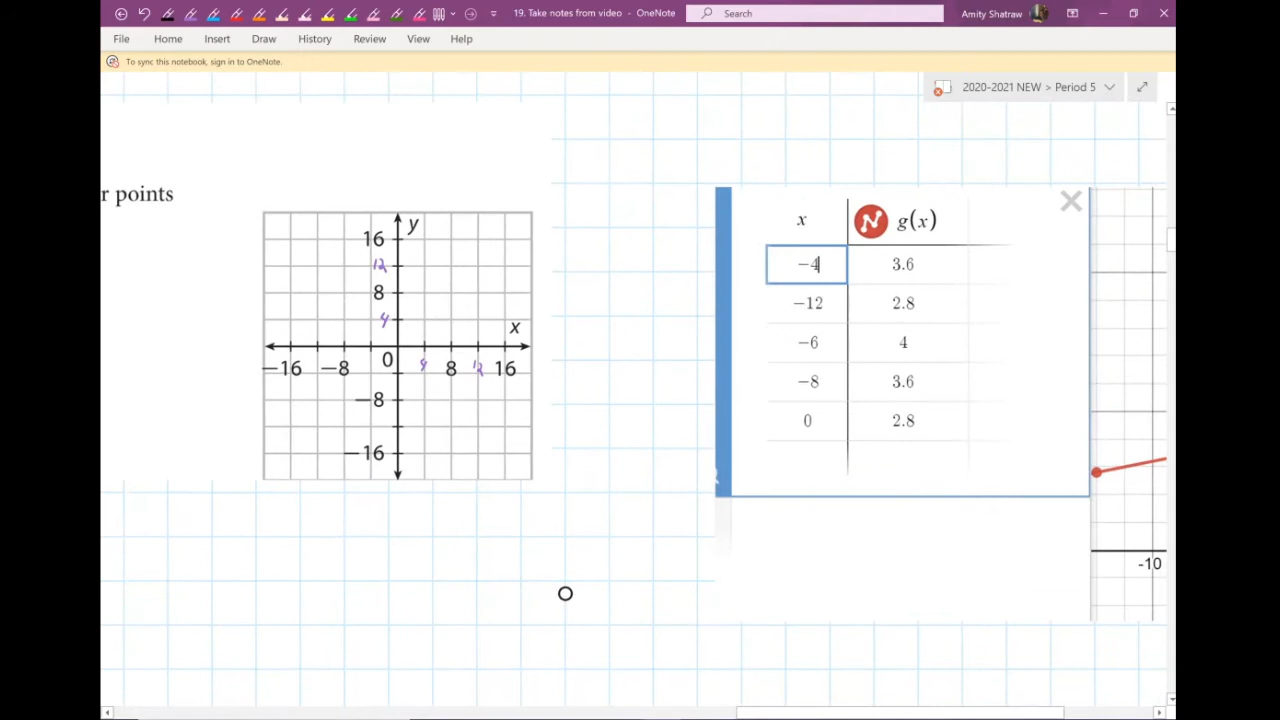 19. Take notes from video - OneNote
Search
Amity Shatraw
File Home Insert Draw History Review View Help
To sync this notebook, sign in to OneNote.
2020-2021 NEW > Period 5
r points
y
16
12
8
4
x
−16 −8 0 4 8 12 16
−8
−16
x g(x)
−4 3.6
−12 2.8
−6 4
−8 3.6
0 2.8
-10